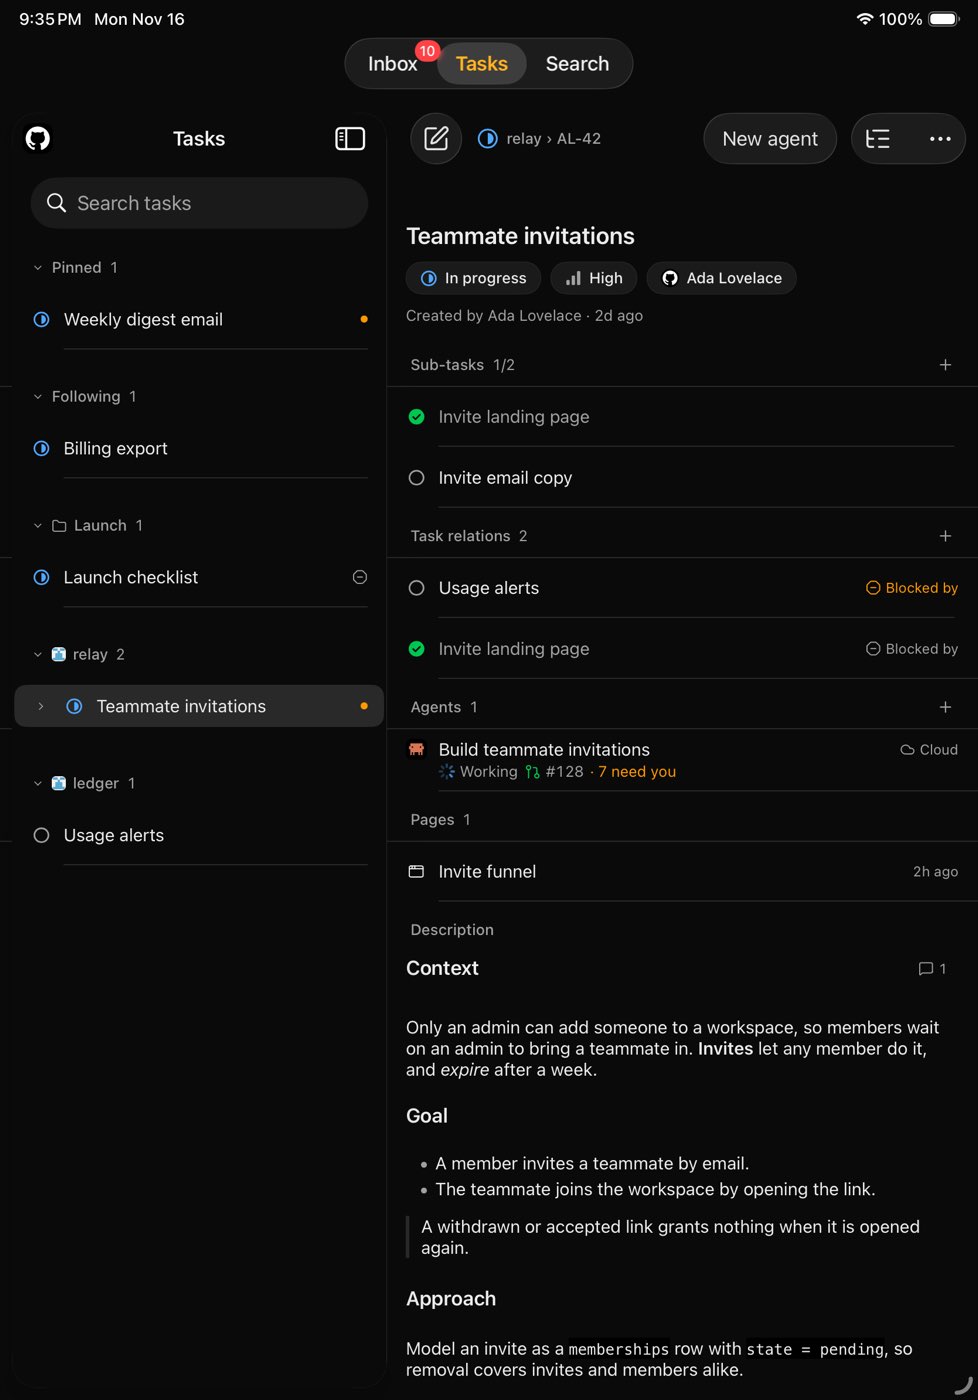 9:35 PM Mon Nov 16
100%
Inbox
10
Tasks
Search
Tasks
Search tasks
Pinned 1
Weekly digest email
Following 1
Billing export
Launch 1
Launch checklist
relay 2
Teammate invitations
ledger 1
Usage alerts
relay › AL-42
New agent
Teammate invitations
In progress
High
Ada Lovelace
Created by Ada Lovelace · 2d ago
Sub-tasks 1/2
Invite landing page
Invite email copy
Task relations 2
Usage alerts
Blocked by
Invite landing page
Blocked by
Agents 1
Build teammate invitations
Cloud
Working #128 · 7 need you
Pages 1
Invite funnel
2h ago
Description
Context
1
Only an admin can add someone to a workspace, so members wait
on an admin to bring a teammate in. Invites let any member do it,
and expire after a week.
Goal
• A member invites a teammate by email.
• The teammate joins the workspace by opening the link.
A withdrawn or accepted link grants nothing when it is opened
again.
Approach
Model an invite as a memberships row with state = pending, so
removal covers invites and members alike.